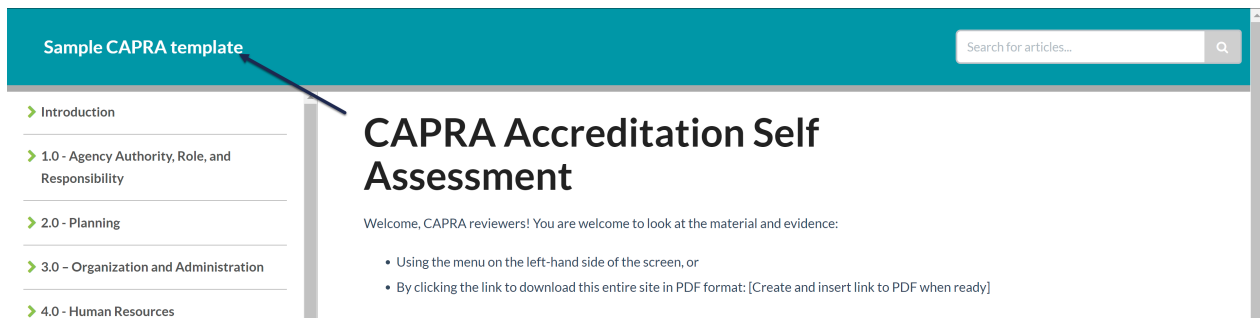 Sample CAPRA template
Search for articles...
Introduction
1.0 - Agency Authority, Role, and
Responsibility
2.0 - Planning
3.0 – Organization and Administration
4.0 - Human Resources
CAPRA Accreditation Self
Assessment
Welcome, CAPRA reviewers! You are welcome to look at the material and evidence:
• Using the menu on the left-hand side of the screen, or
• By clicking the link to download this entire site in PDF format: [Create and insert link to PDF when ready]